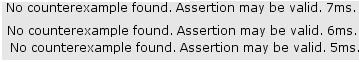 No counterexample found. Assertion may be valid. 7ms.
No counterexample found. Assertion may be valid. 6ms.
No counterexample found. Assertion may be valid. 5ms.